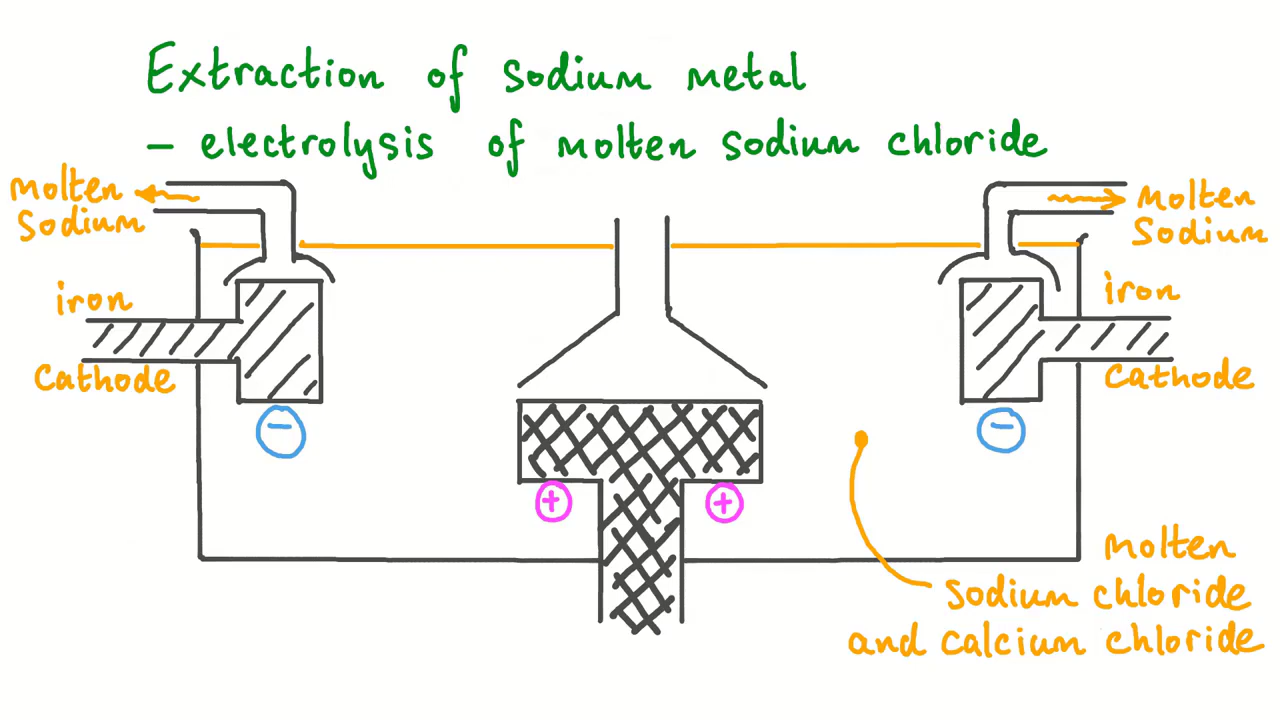 Extraction of sodium metal
- electrolysis of molten sodium chloride
Molten
Sodium
Molten
Sodium
iron
Cathode
iron
Cathode
−
−
+
+
Molten
Sodium chloride
and calcium chloride